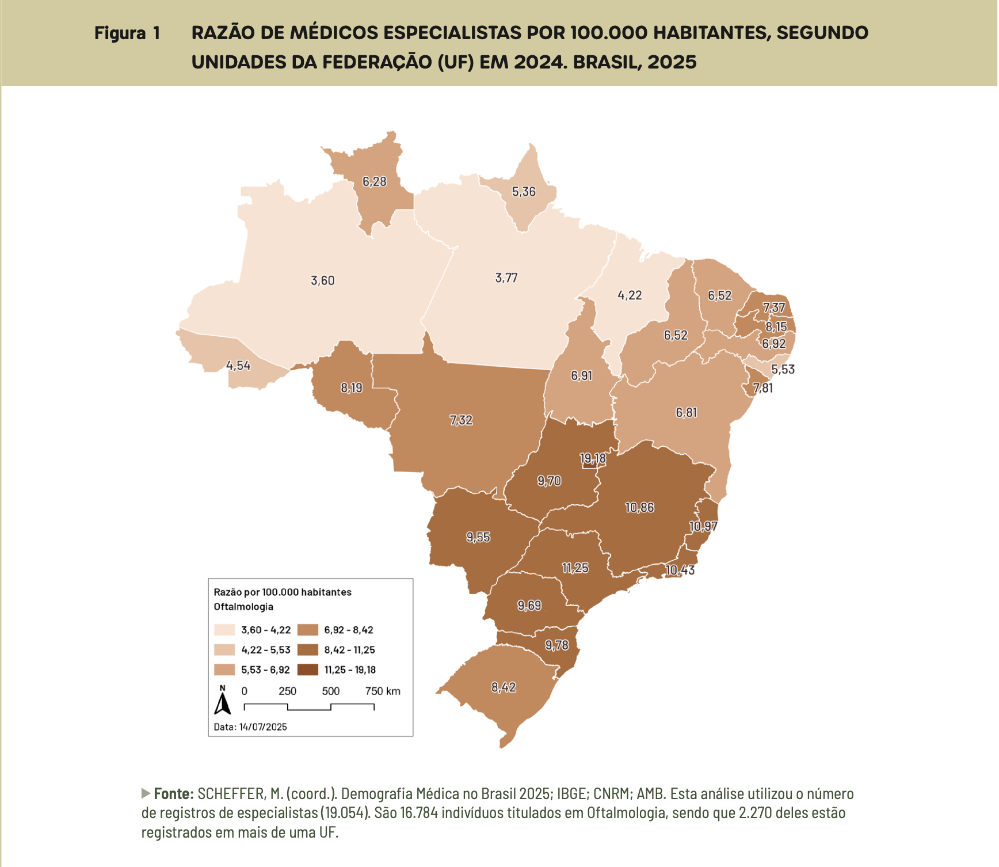 Figura 1 RAZÃO DE MÉDICOS ESPECIALISTAS POR 100.000 HABITANTES, SEGUNDO
UNIDADES DA FEDERAÇÃO (UF) EM 2024. BRASIL, 2025
6,28
5,36
3,60
3,77
4,22
6,52
7,37
8,15
6,52
6,92
4,54
5,53
6,91
8,19
7,81
6,81
7,32
19,18
9,70
10,86
10,97
9,55
11,25
10,43
9,69
9,78
8,42
Razão por 100.000 habitantes
Oftalmologia
3,60 - 4,22 6,92 - 8,42
4,22 - 5,53 8,42 - 11,25
5,53 - 6,92 11,25 - 19,18
N 0 250 500 750 km
Data: 14/07/2025
Fonte: SCHEFFER, M. (coord.). Demografia Médica no Brasil 2025; IBGE; CNRM; AMB. Esta análise utilizou o número
de registros de especialistas (19.054). São 16.784 indivíduos titulados em Oftalmologia, sendo que 2.270 deles estão
registrados em mais de uma UF.